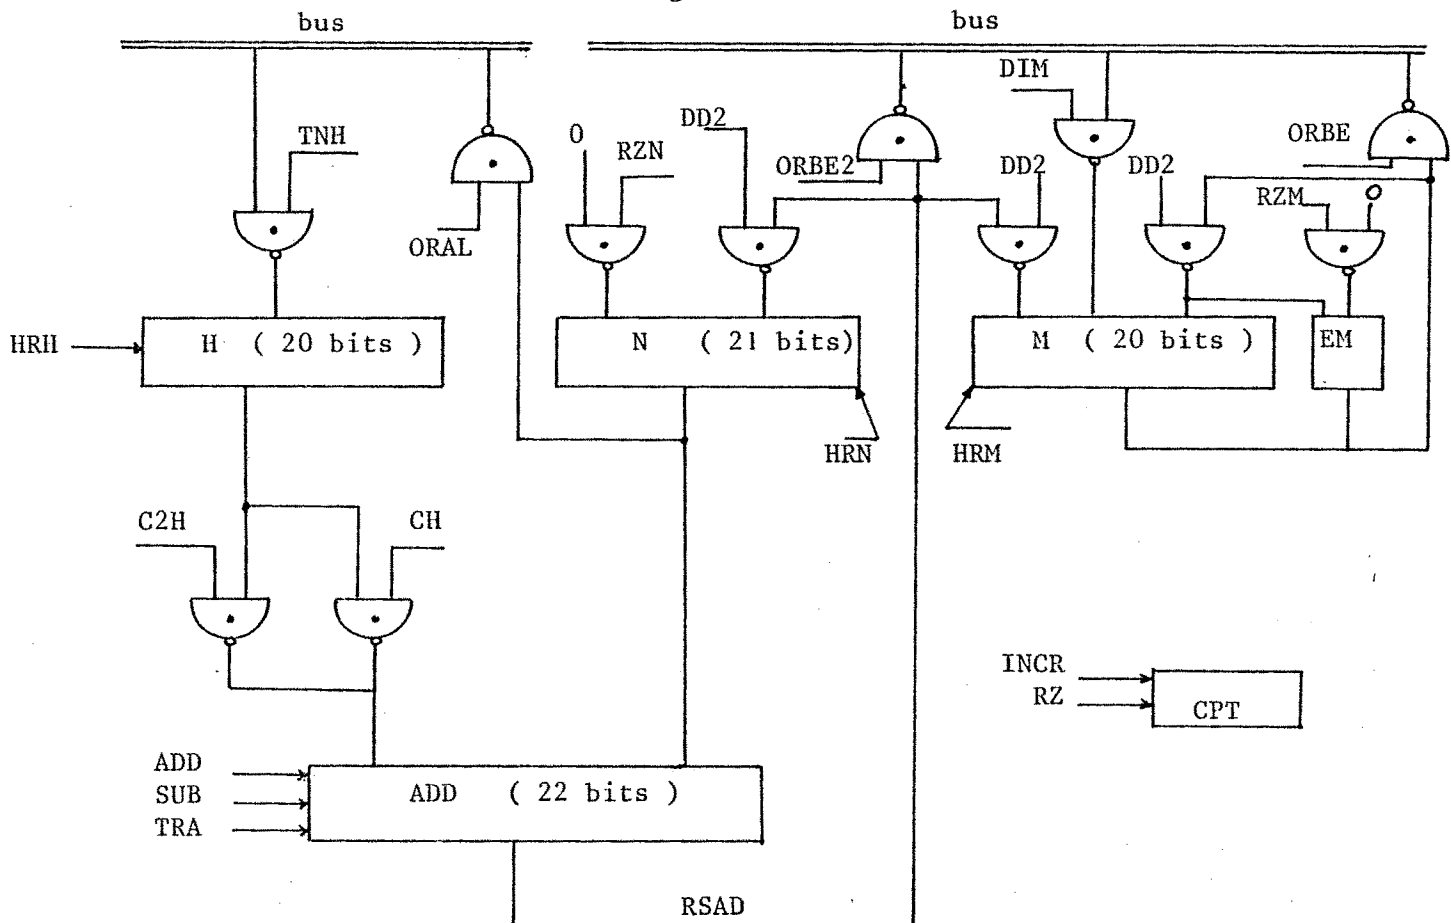 bus
bus
DIM
TNH
O
RZN
DD2
ORBE
ORBE2
DD2
DD2
RZM
O
ORAL
HRH
H ( 20 bits )
N ( 21 bits)
M ( 20 bits )
EM
HRN
HRM
C2H
CH
INCR
RZ
CPT
ADD
SUB
TRA
ADD ( 22 bits )
RSAD